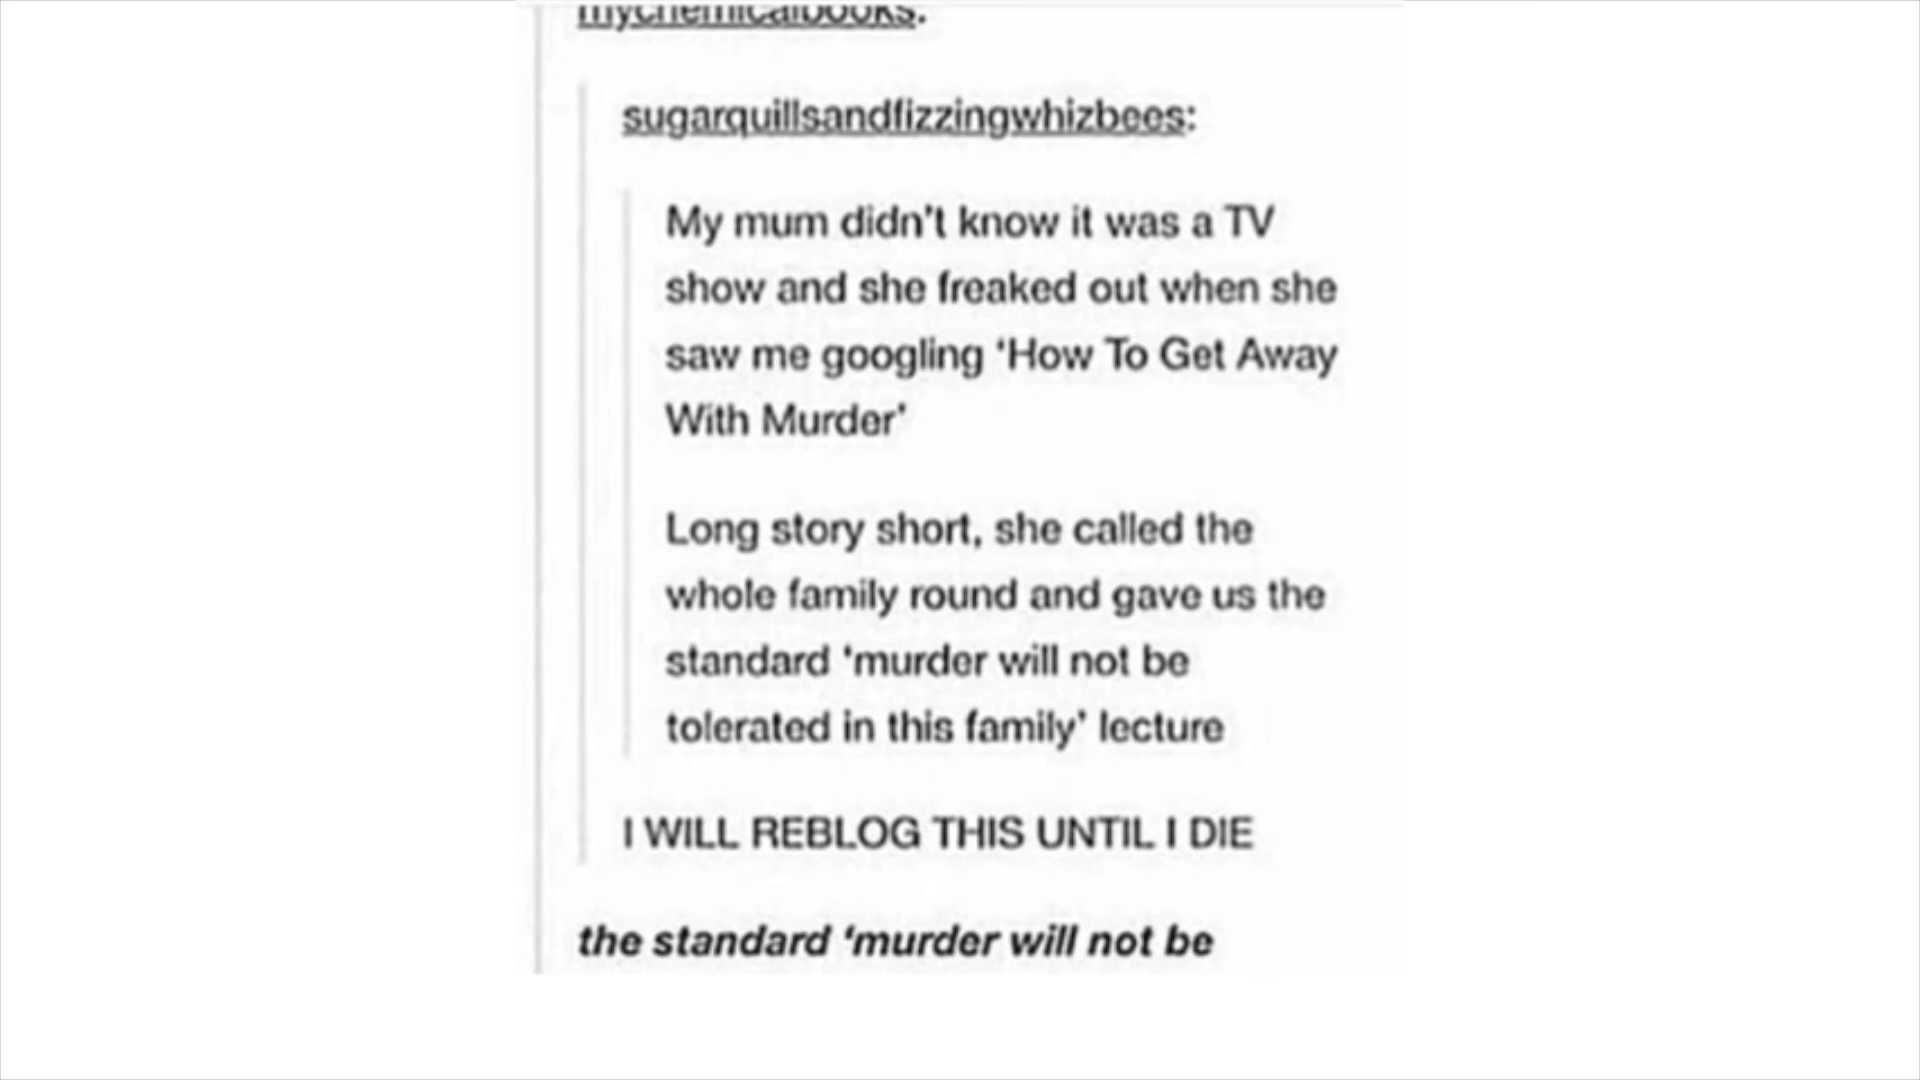 mychemicalbooks:
sugarquillsandfizzingwhizbees:
My mum didn't know it was a TV
show and she freaked out when she
saw me googling 'How To Get Away
With Murder'
Long story short, she called the
whole family round and gave us the
standard 'murder will not be
tolerated in this family' lecture
I WILL REBLOG THIS UNTIL I DIE
the standard 'murder will not be